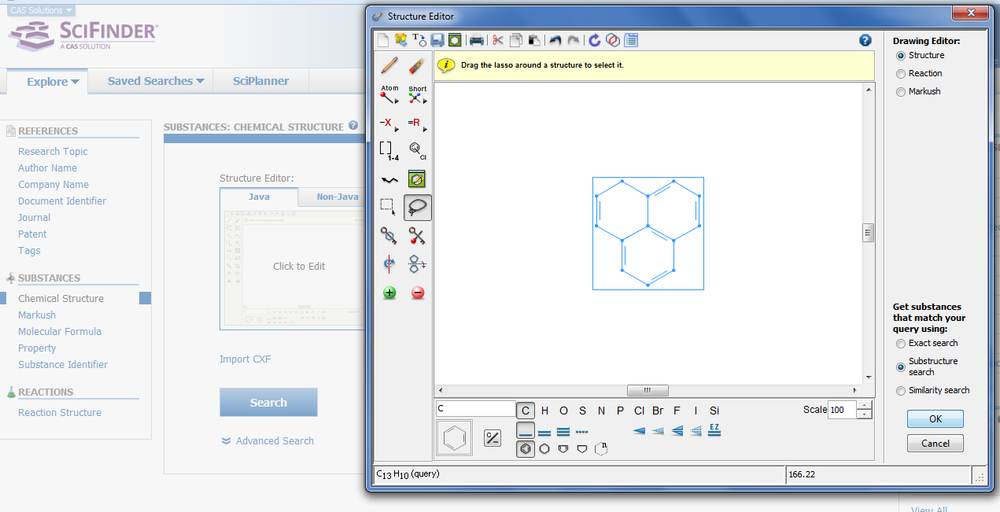 CAS Solutions
SCIFINDER®
A CAS SOLUTION
Explore
Saved Searches
SciPlanner
REFERENCES
Research Topic
Author Name
Company Name
Document Identifier
Journal
Patent
Tags
SUBSTANCES
Chemical Structure
Markush
Molecular Formula
Property
Substance Identifier
REACTIONS
Reaction Structure
SUBSTANCES: CHEMICAL STRUCTURE ?
Structure Editor:
Java
Non-Java
Click to Edit
Import CXF
Search
Advanced Search
Structure Editor
Drag the lasso around a structure to select it.
Atom
Short
-X
=R
[ ] 1-4
Cl
C
C H O S N P Cl Br F I Si
Scale 100
EZ
n
C13H10 (query)
166.22
Drawing Editor:
Structure
Reaction
Markush
Get substances
that match your
query using:
Exact search
Substructure
search
Similarity search
OK
Cancel
View All